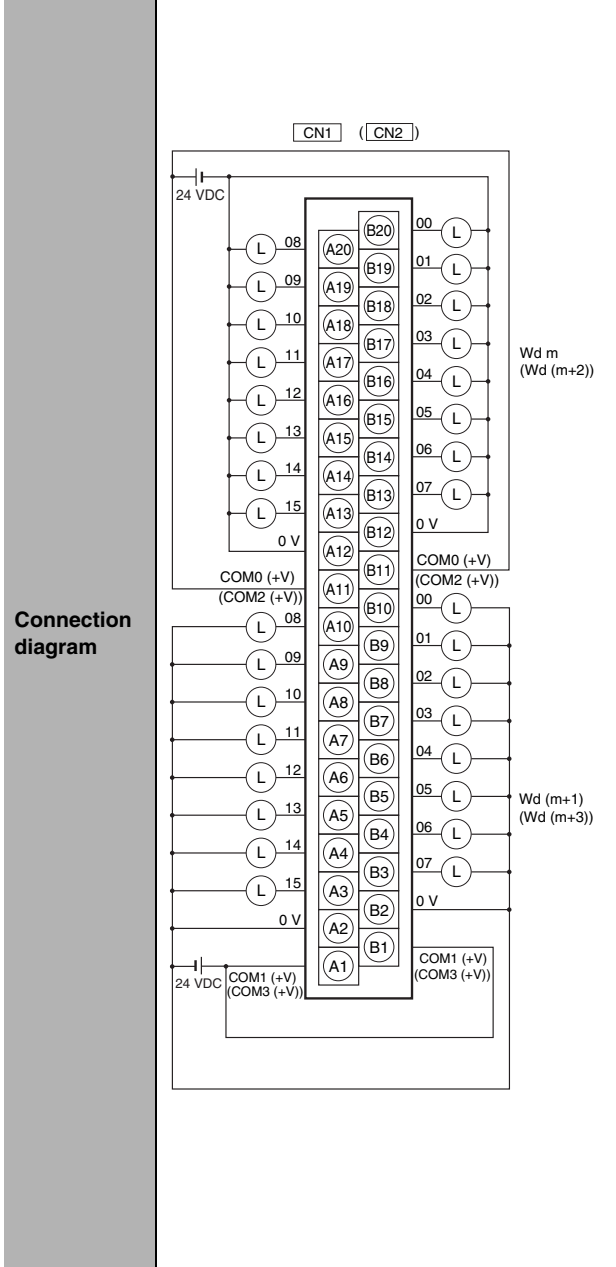 CN1 (CN2)
24 VDC
08 A20 B20 00
L L
09 A19 B19 01
L L
10 A18 B18 02
L L
11 A17 B17 03
L L
Wd m
(Wd (m+2))
12 A16 B16 04
L L
13 A15 B15 05
L L
14 A14 B14 06
L L
15 A13 B13 07
L L
0 V A12 B12 0 V
COM0 (+V) A11 B11 COM0 (+V)
(COM2 (+V)) (COM2 (+V))
08 A10 B10 00
L L
Connection
diagram
09 A9 B9 01
L L
10 A8 B8 02
L L
11 A7 B7 03
L L
12 A6 B6 04
L L
13 A5 B5 05
L L
Wd (m+1)
(Wd (m+3))
14 A4 B4 06
L L
15 A3 B3 07
L L
0 V A2 B2 0 V
24 VDC
COM1 (+V) A1 B1 COM1 (+V)
(COM3 (+V)) (COM3 (+V))